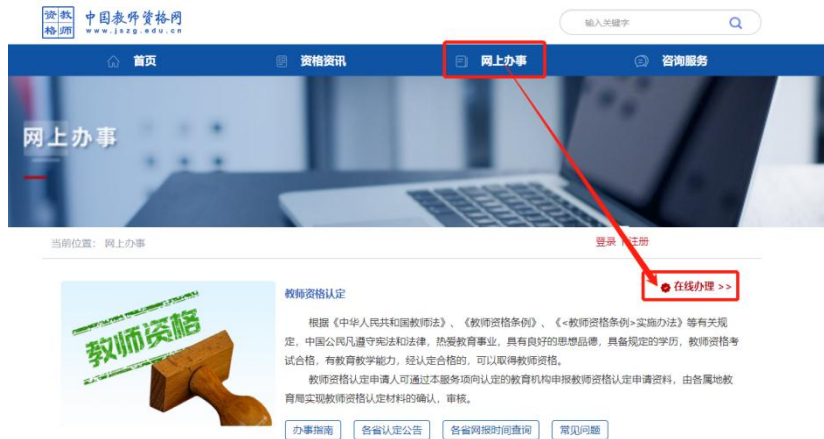 资教 中国教师资格网
格师 www.jszg.edu.cn
输入关键字
首页 资格资讯 网上办事 咨询服务
网上办事
当前位置： 网上办事
登录 注册
教师资格认定
在线办理 >>
教师资格
根据《中华人民共和国教师法》、《教师资格条例》、《<教师资格条例>实施办法》等有关规
定，中国公民凡遵守宪法和法律，热爱教育事业，具有良好的思想品德，具备规定的学历，教师资格考
试合格，有教育教学能力，经认定合格的，可以取得教师资格。
教师资格认定申请人可通过本服务项向认定的教育机构申报教师资格认定申请资料，由各属地教
育局实现教师资格认定材料的确认，审核。
办事指南 各省认定公告 各省网报时间查询 常见问题